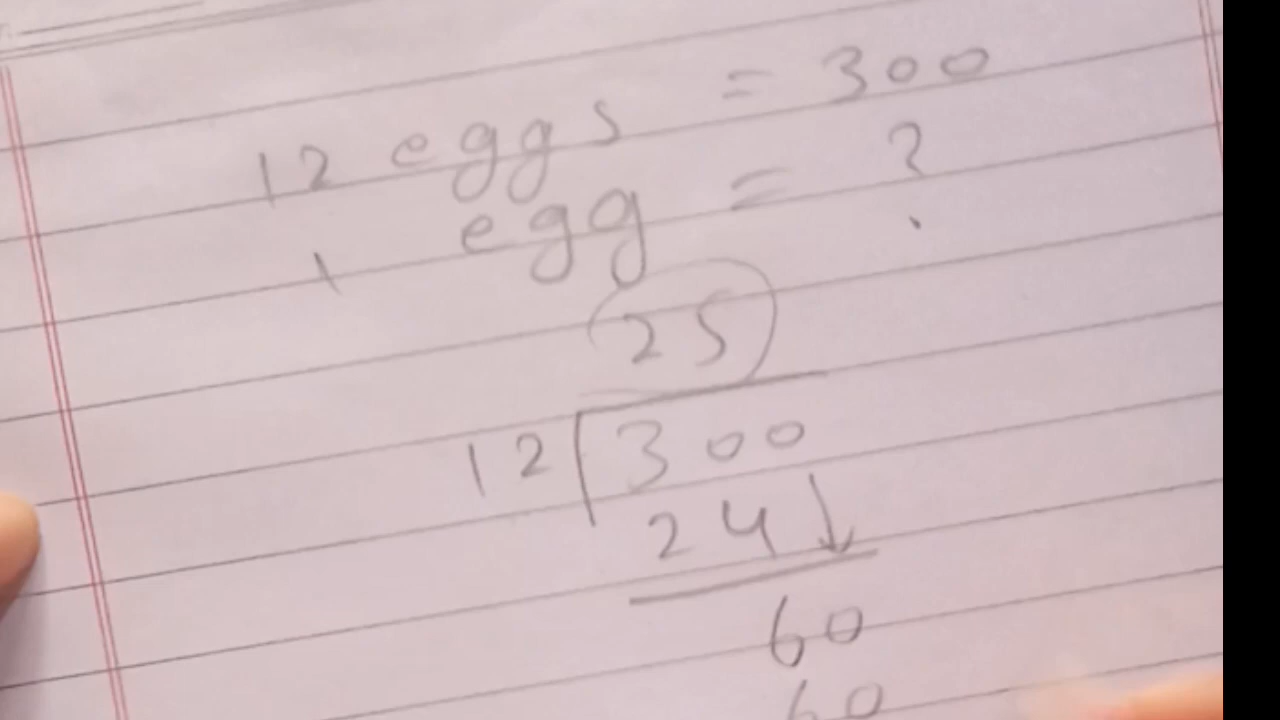 12 eggs = 300
1 egg = ?
25
12 300
24↓
60
60